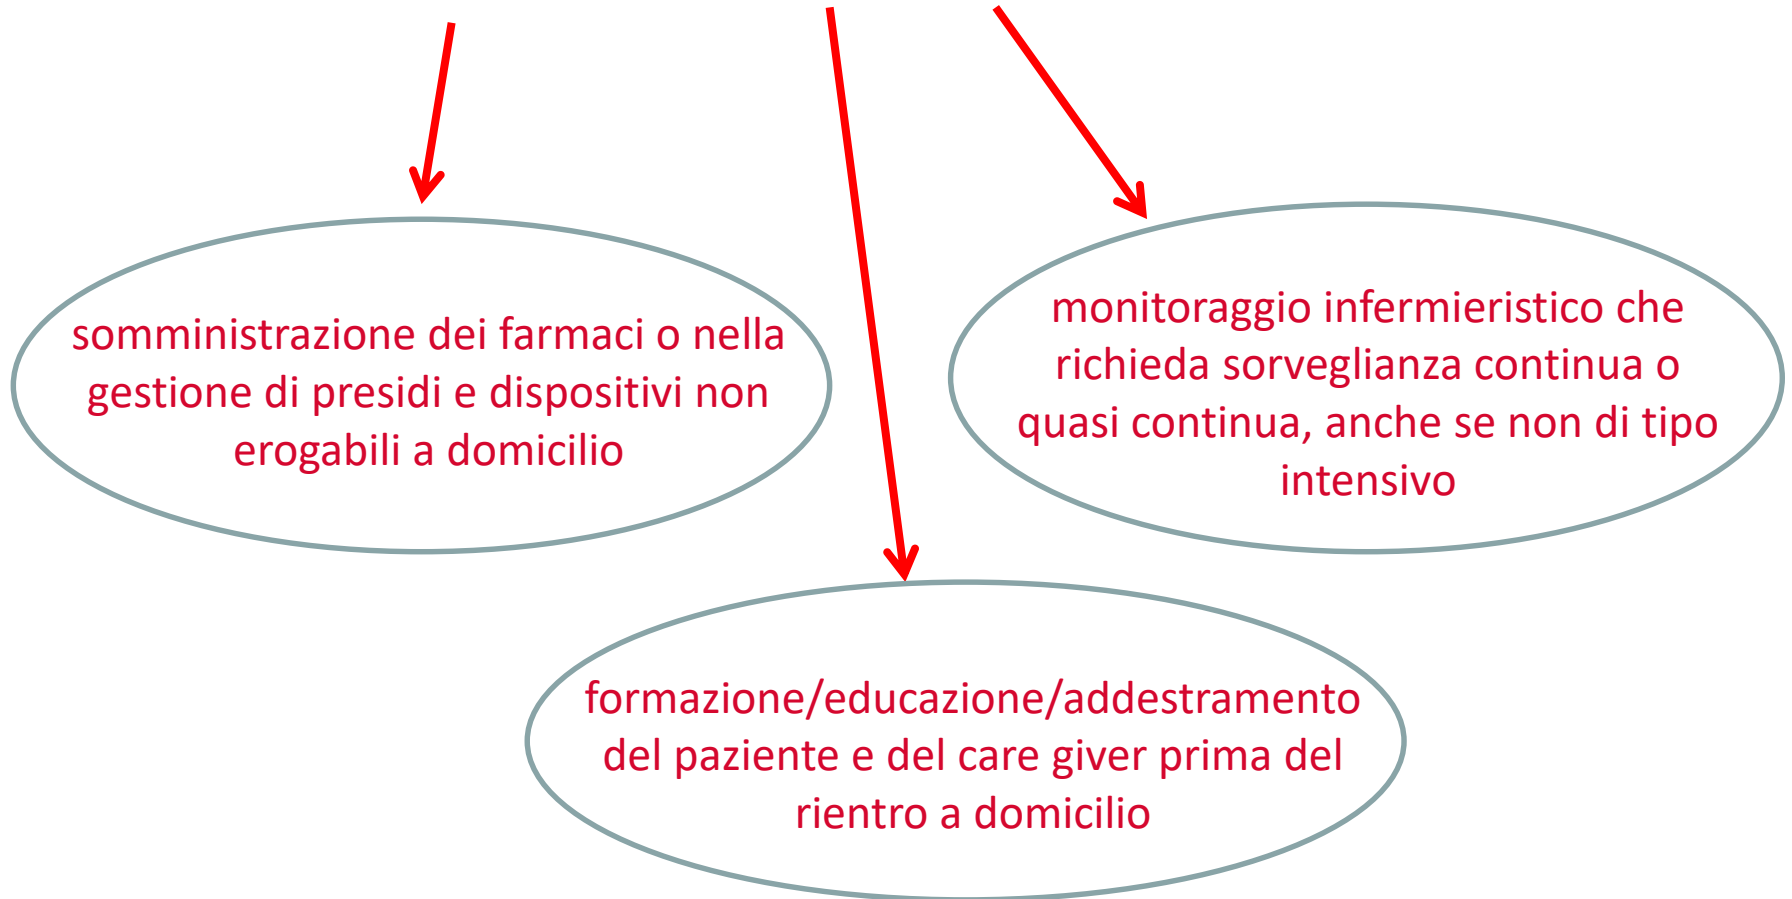 somministrazione dei farmaci o nella
gestione di presidi e dispositivi non
erogabili a domicilio
monitoraggio infermieristico che
richieda sorveglianza continua o
quasi continua, anche se non di tipo
intensivo
formazione/educazione/addestramento
del paziente e del care giver prima del
rientro a domicilio